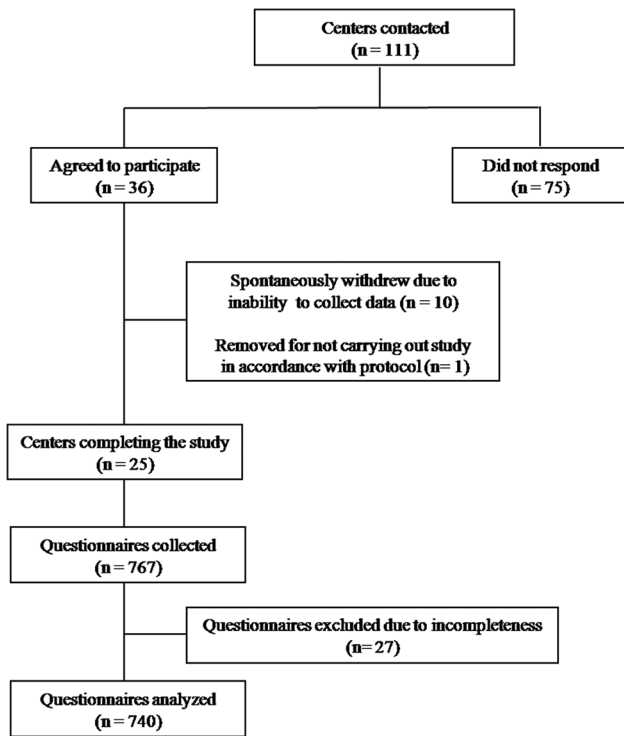 Centers contacted
(n = 111)
Agreed to participate
(n = 36)
Did not respond
(n = 75)
Spontaneously withdrew due to
inability to collect data (n = 10)
Removed for not carrying out study
in accordance with protocol (n= 1)
Centers completing the study
(n = 25)
Questionnaires collected
(n = 767)
Questionnaires excluded due to incompleteness
(n= 27)
Questionnaires analyzed
(n = 740)